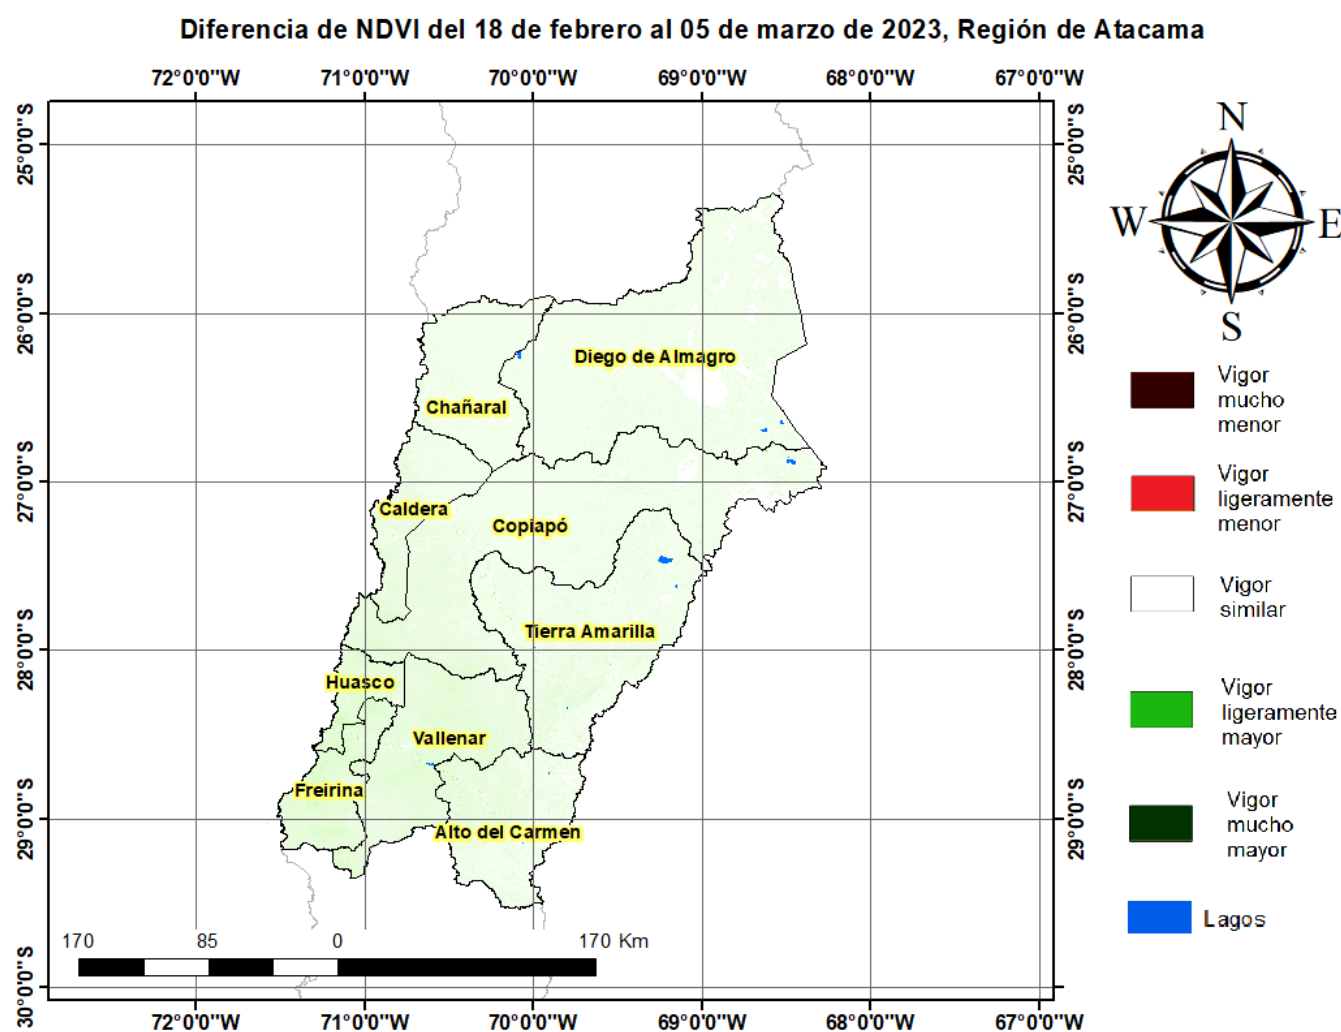 Diferencia de NDVI del 18 de febrero al 05 de marzo de 2023, Región de Atacama
72°0'0"W 71°0'0"W 70°0'0"W 69°0'0"W 68°0'0"W 67°0'0"W
25°0'0"S
26°0'0"S
27°0'0"S
28°0'0"S
29°0'0"S
30°0'0"S
Diego de Almagro
Chañaral
Caldera
Copiapó
Tierra Amarilla
Huasco
Vallenar
Freirina
Alto del Carmen
170 85 0 170 Km
25°0'0"S
26°0'0"S
27°0'0"S
28°0'0"S
29°0'0"S
30°0'0"S
72°0'0"W 71°0'0"W 70°0'0"W 69°0'0"W 68°0'0"W 67°0'0"W
N
W E
S
Vigor
mucho
menor
Vigor
ligeramente
menor
Vigor
similar
Vigor
ligeramente
mayor
Vigor
mucho
mayor
Lagos